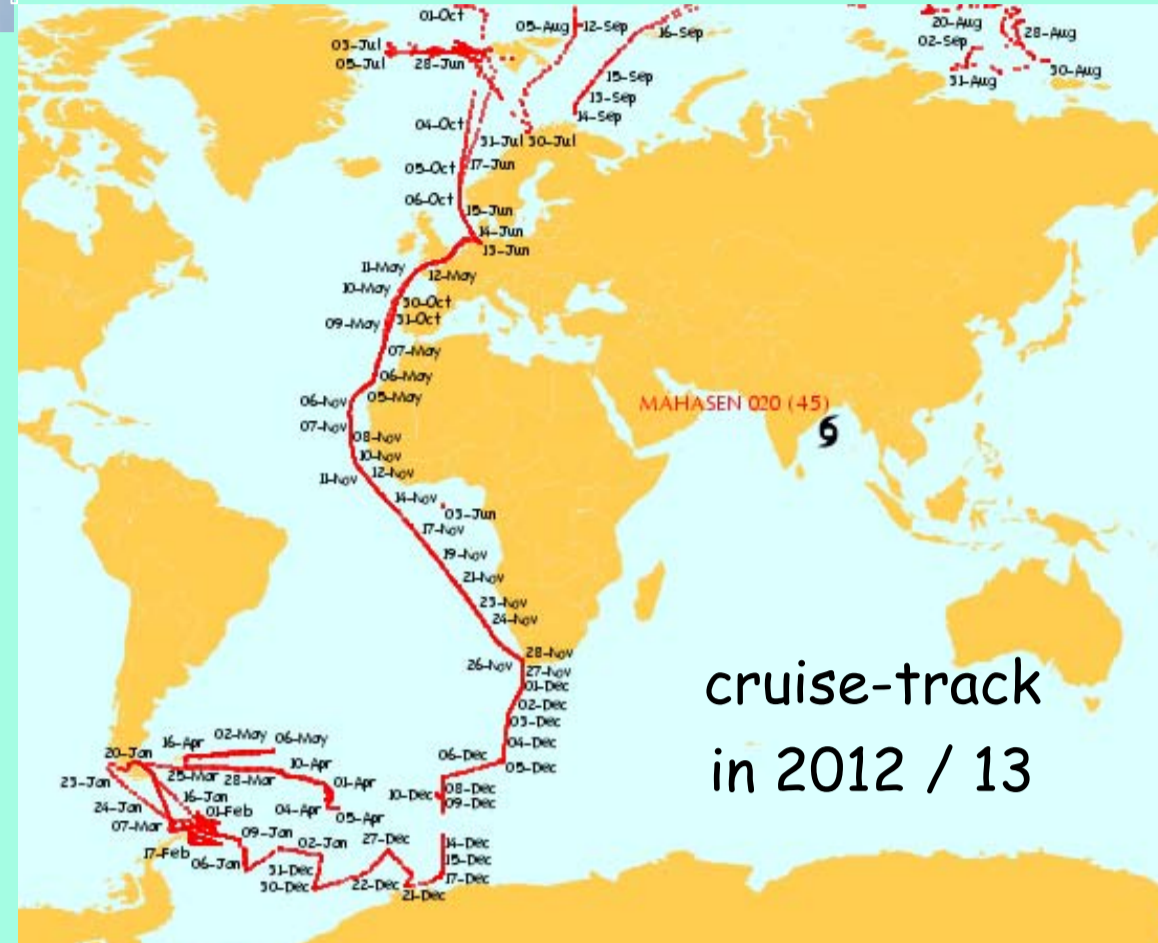 01-Oct
05-Aug
12-Sep
16-Sep
20-Aug
28-Aug
02-Sep
03-Jul
05-Jul
28-Jun
15-Sep
31-Aug
30-Aug
13-Sep
14-Sep
04-Oct
31-Jul 30-Jul
05-Oct
17-Jun
06-Oct
15-Jun
14-Jun
13-Jun
11-May
12-May
10-May
30-Oct
09-May
31-Oct
07-May
06-May
06-Nov
05-May
MAHASEN 020 (45)
07-Nov
08-Nov
10-Nov
11-Nov
12-Nov
14-Nov
03-Jun
17-Nov
19-Nov
21-Nov
23-Nov
24-Nov
26-Nov
28-Nov
27-Nov
01-Dec
cruise-track
in 2012 / 13
02-Dec
03-Dec
04-Dec
06-Dec
05-Dec
20-Jan
16-Apr
02-May
06-May
10-Apr
23-Jan
25-Mar
28-Mar
01-Apr
16-Jan
08-Dec
10-Dec
09-Dec
24-Jan
01-Feb
04-Apr
05-Apr
07-Mar
09-Jan
02-Jan
27-Dec
14-Dec
17-Feb
06-Jan
15-Dec
31-Dec
30-Dec
22-Dec
17-Dec
21-Dec